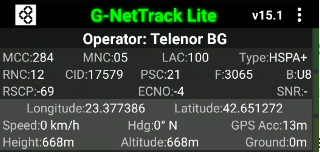 G-NetTrack Lite v15.1
Operator: Telenor BG
MCC:284 MNC:05 LAC:100 Type:HSPA+
RNC:12 CID:17579 PSC:21 F:3065 B:U8
RSCP:-69 ECNO:-4 SNR:-
Longitude:23.377386 Latitude:42.651272
Speed:0 km/h Hdg:0° N GPS Acc:13m
Height:668m Altitude:668m Ground:0m